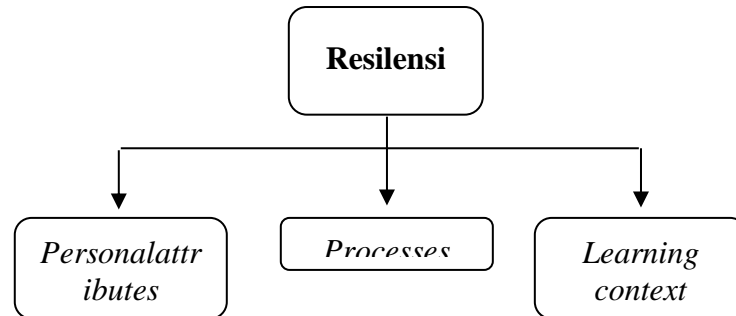 Resilensi
Personalattr
ibutes
Processes
Learning
context